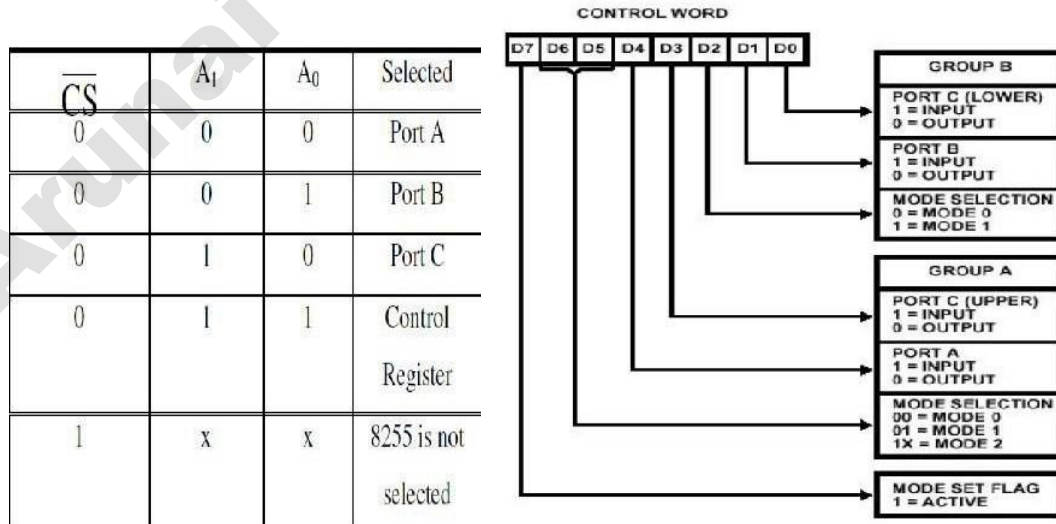 Arunai
CS A1 A0 Selected
0 0 0 Port A
0 0 1 Port B
0 1 0 Port C
0 1 1 Control
Register
1 x x 8255 is not
selected
CONTROL WORD
D7 D6 D5 D4 D3 D2 D1 D0
GROUP B
PORT C (LOWER)
1 = INPUT
0 = OUTPUT
PORT B
1 = INPUT
0 = OUTPUT
MODE SELECTION
0 = MODE 0
1 = MODE 1
GROUP A
PORT C (UPPER)
1 = INPUT
0 = OUTPUT
PORT A
1 = INPUT
0 = OUTPUT
MODE SELECTION
00 = MODE 0
01 = MODE 1
1X = MODE 2
MODE SET FLAG
1 = ACTIVE